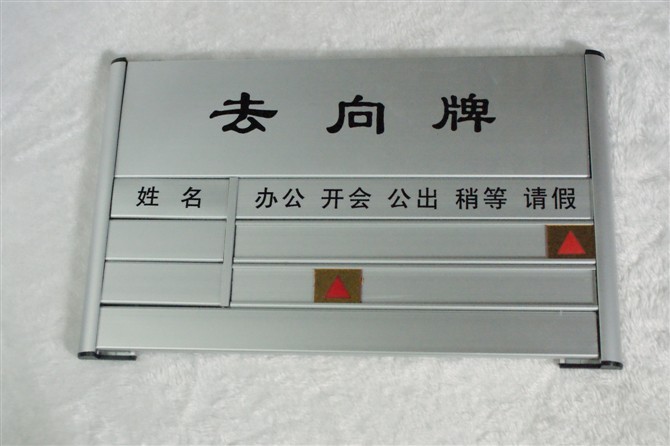 去向牌
姓名 办公 开会 公出 稍等 请假